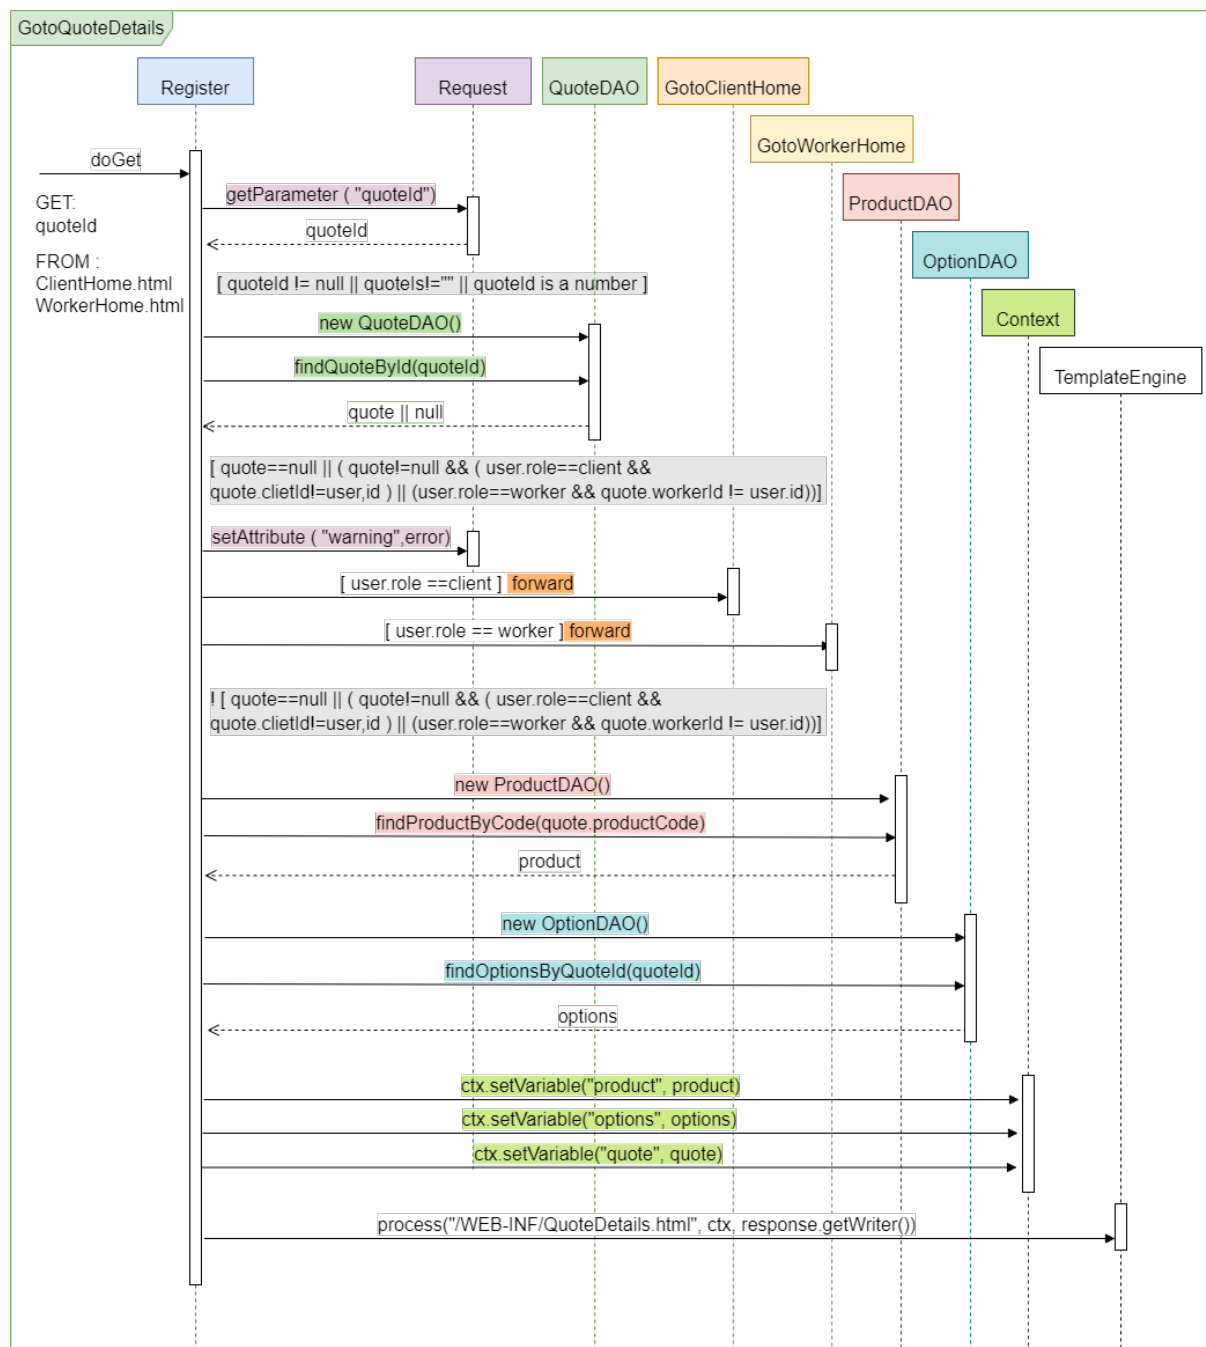 GotoQuoteDetails
Register
Request
QuoteDAO
GotoClientHome
GotoWorkerHome
ProductDAO
OptionDAO
Context
TemplateEngine
doGet
GET:
quoteId
FROM :
ClientHome.html
WorkerHome.html
getParameter ( "quoteId")
quoteId
[ quoteId != null || quoteIs!="" || quoteId is a number ]
new QuoteDAO()
findQuoteById(quoteId)
quote || null
[ quote==null || ( quote!=null && ( user.role==client &&
quote.clietId!=user,id ) || (user.role==worker && quote.workerId != user.id))]
setAttribute ( "warning",error)
[ user.role ==client ] forward
[ user.role == worker ] forward
! [ quote==null || ( quote!=null && ( user.role==client &&
quote.clietId!=user,id ) || (user.role==worker && quote.workerId != user.id))]
new ProductDAO()
findProductByCode(quote.productCode)
product
new OptionDAO()
findOptionsByQuoteId(quoteId)
options
ctx.setVariable("product", product)
ctx.setVariable("options", options)
ctx.setVariable("quote", quote)
process("/WEB-INF/QuoteDetails.html", ctx, response.getWriter())